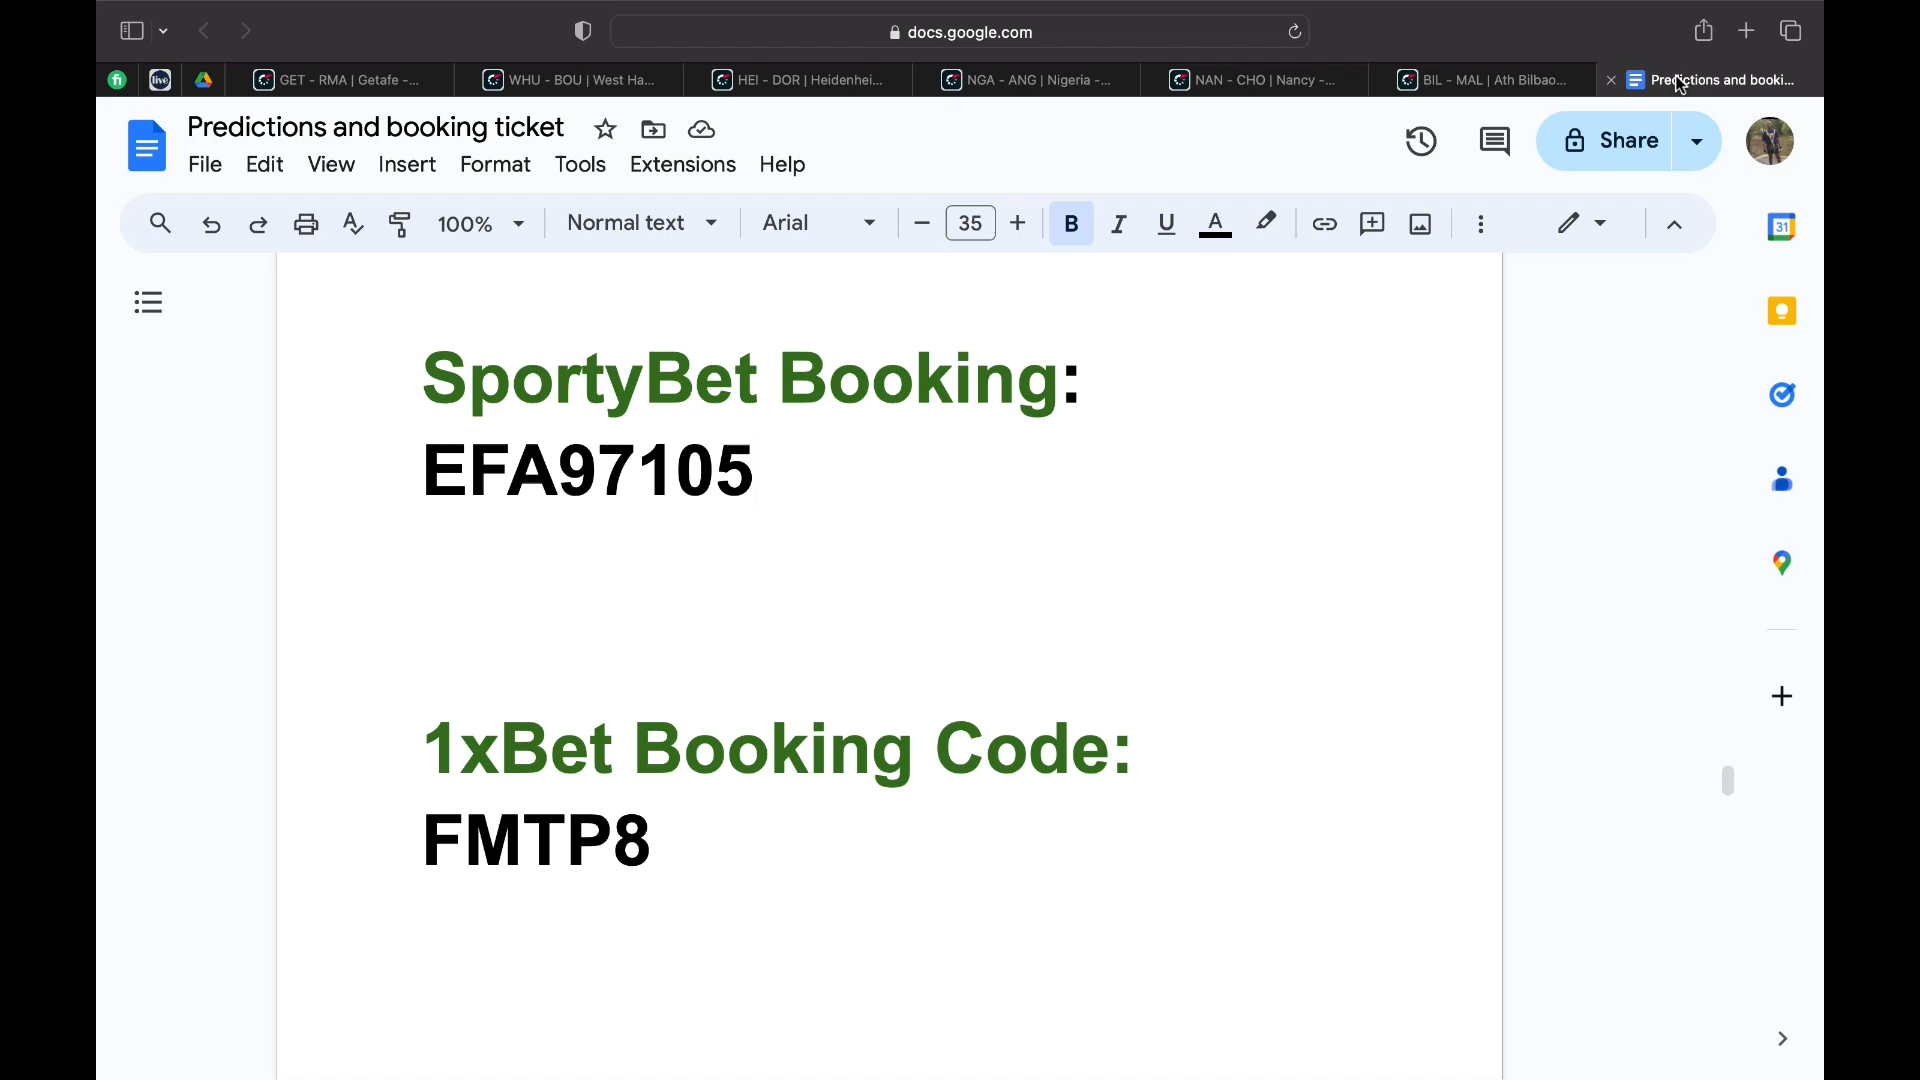 docs.google.com
GET - RMA | Getafe -...
WHU - BOU | West Ha...
HEI - DOR | Heidenhei...
NGA - ANG | Nigeria -...
NAN - CHO | Nancy -...
BIL - MAL | Ath Bilbao...
Predictions and booki...
Predictions and booking ticket
File Edit View Insert Format Tools Extensions Help
Share
100% Normal text Arial 35 B I U A
31
SportyBet Booking:
EFA97105
1xBet Booking Code:
FMTP8